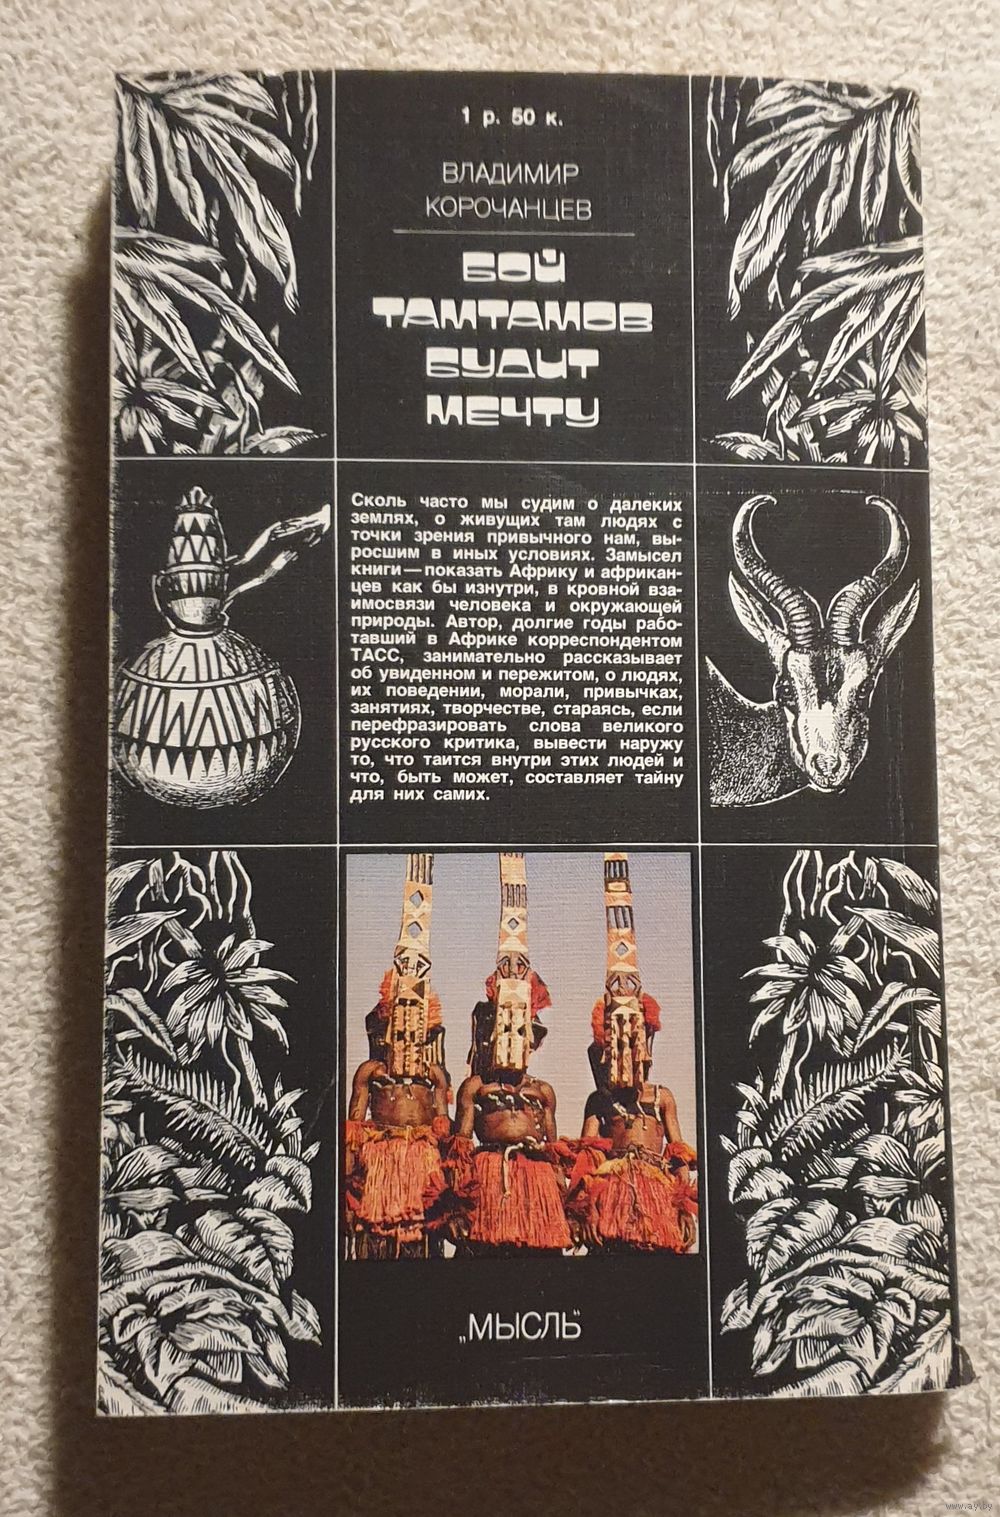 1 р. 50 к.
ВЛАДИМИР
КОРОЧАНЦЕВ
БОЙ
ТАМТАМОВ
БУДИТ
МЕЧТУ
Сколь часто мы судим о далеких
землях, о живущих там людях с
точки зрения привычного нам, вы-
росшим в иных условиях. Замысел
книги — показать Африку и африкан-
цев как бы изнутри, в кровной вза-
имосвязи человека и окружающей
природы. Автор, долгие годы рабо-
тавший в Африке корреспондентом
ТАСС, занимательно рассказывает
об увиденном и пережитом, о людях,
их поведении, морали, привычках,
занятиях, творчестве, стараясь, если
перефразировать слова великого
русского критика, вывести наружу
то, что таится внутри этих людей и
что, быть может, составляет тайну
для них самих.
„МЫСЛЬ“
www.ay.by